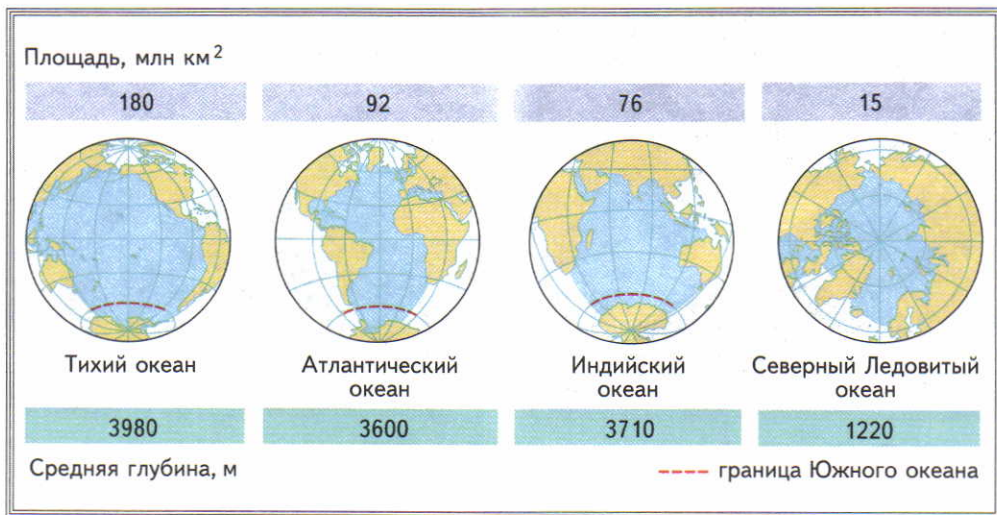 Площадь, млн км²
180 92 76 15
Тихий океан Атлантический океан Индийский океан Северный Ледовитый океан
3980 3600 3710 1220
Средняя глубина, м
граница Южного океана